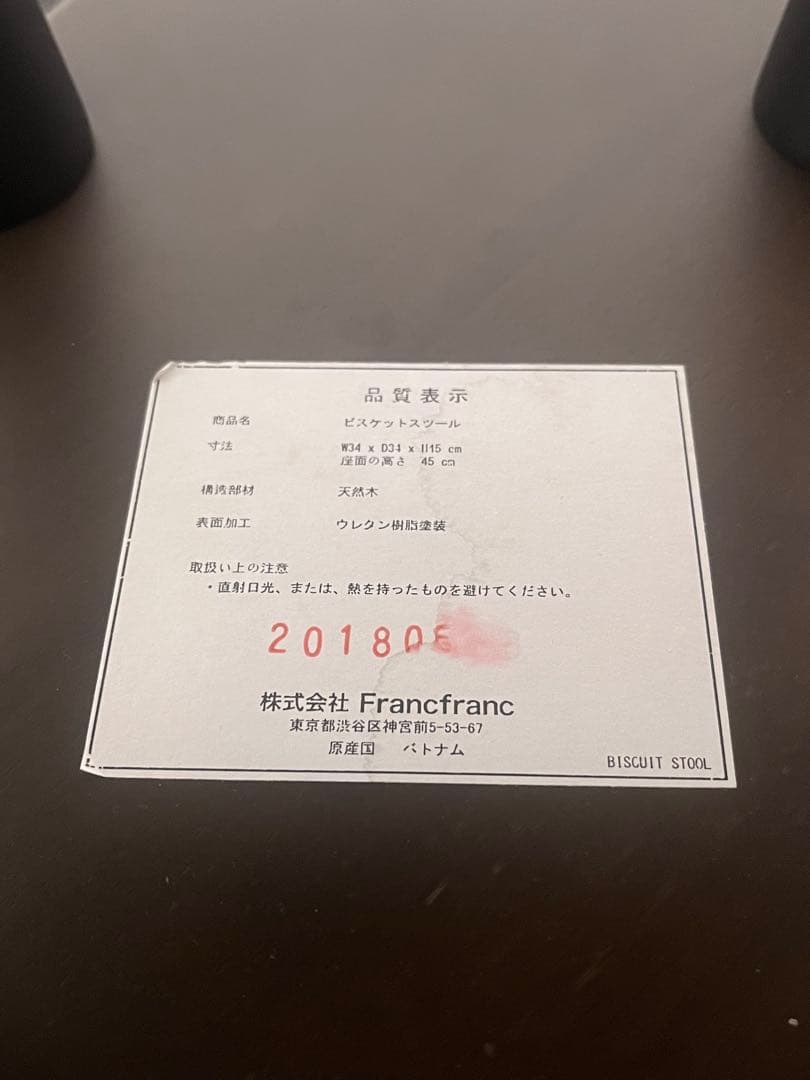 品質表示
商品名 ビスケットスツール
寸法 W34 x D34 x H15 cm
座面の高さ 45 cm
構造部材 天然木
表面加工 ウレタン樹脂塗装
取扱い上の注意
・直射日光、または、熱を持ったものを避けてください。
201806
株式会社 Francfranc
東京都渋谷区神宮前5-53-67
原産国 ベトナム
BISCUIT STOOL